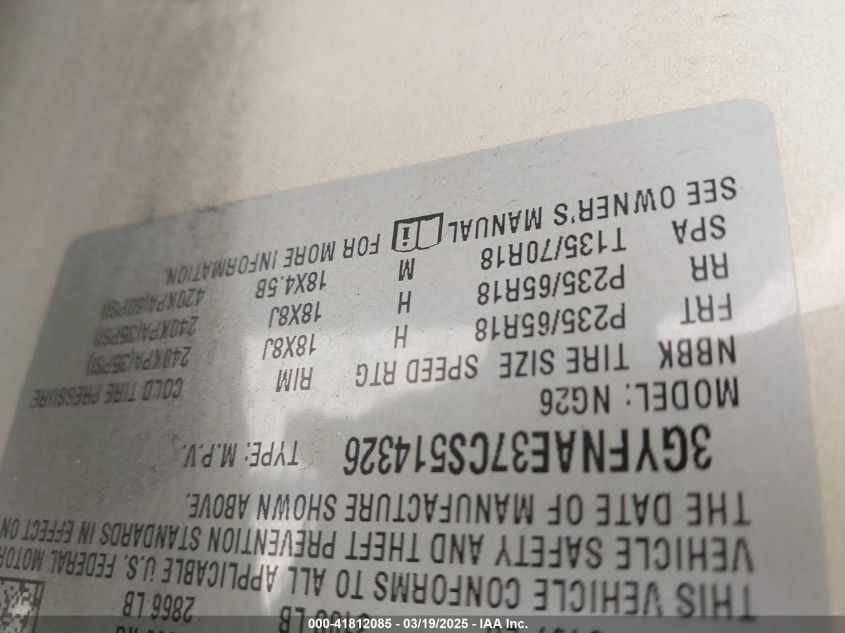 2866 LB
THIS VEHICLE CONFORMS TO ALL APPLICABLE U.S. FEDERAL MOTOR
VEHICLE SAFETY AND THEFT PREVENTION STANDARDS IN EFFECT ON
THE DATE OF MANUFACTURE SHOWN ABOVE.
3GYFNAE37CS514326 TYPE: M.P.V.
MODEL: NG26
NBBK TIRE SIZE SPEED RTG RIM COLD TIRE PRESSURE
FRT P235/65R18 H 18X8J 240KPA(35PSI)
RR P235/65R18 H 18X8J 240KPA(35PSI)
SPA T135/70R18 M 18X4.5B 420KPA(60PSI)
SEE OWNER'S MANUAL FOR MORE INFORMATION.
000-41812085 - 03/19/2025 - IAA Inc.